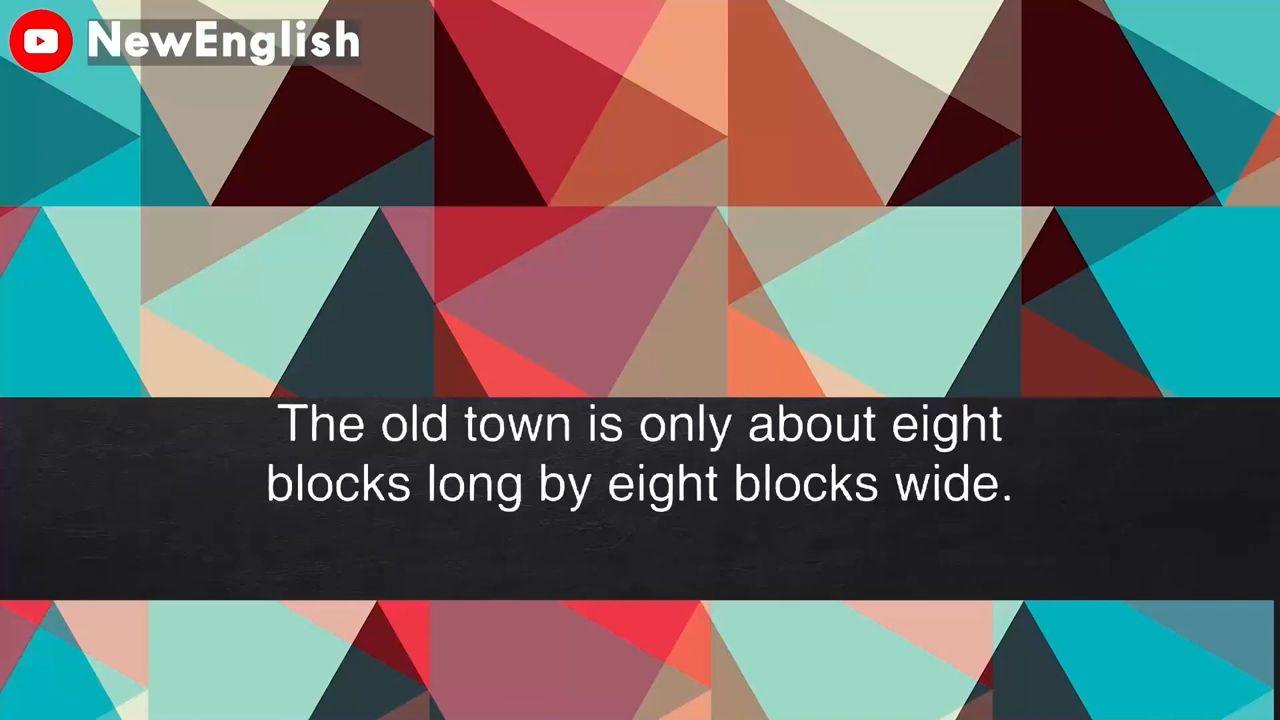 NewEnglish
The old town is only about eight
blocks long by eight blocks wide.